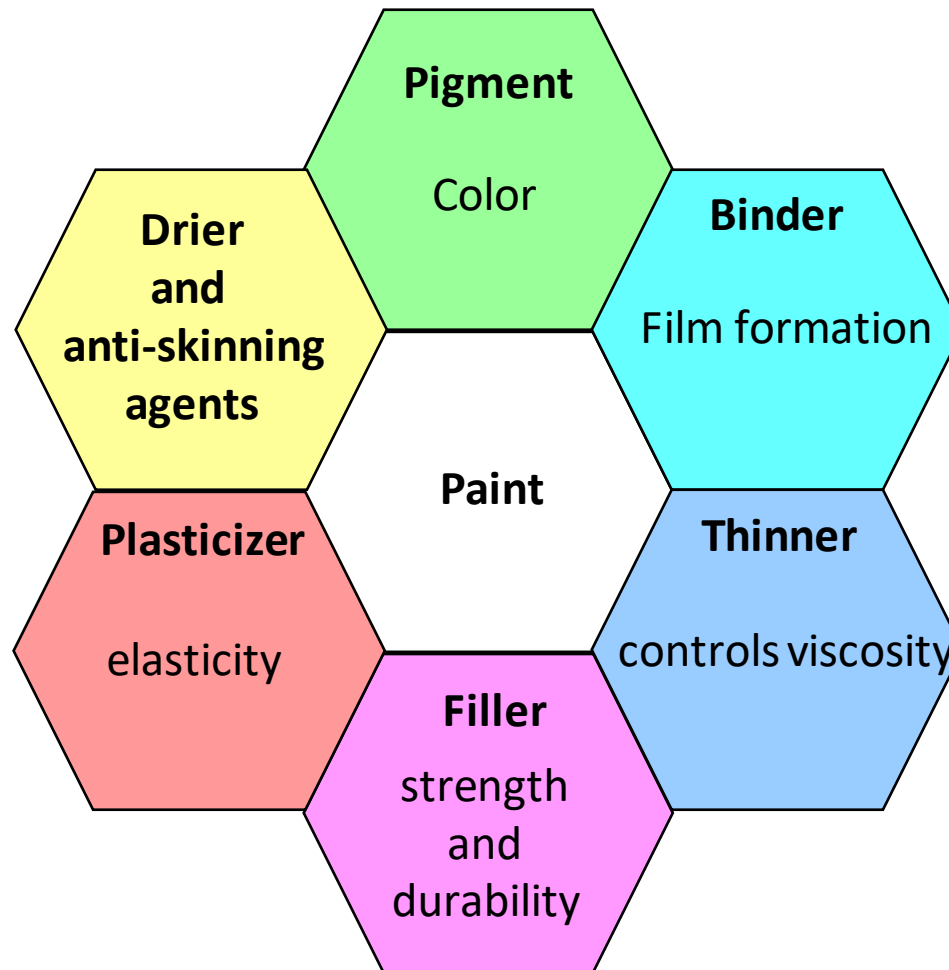 Pigment
Color
Binder
Film formation
Drier
and
anti-skinning
agents
Paint
Plasticizer
elasticity
Thinner
controls viscosity
Filler
strength
and
durability